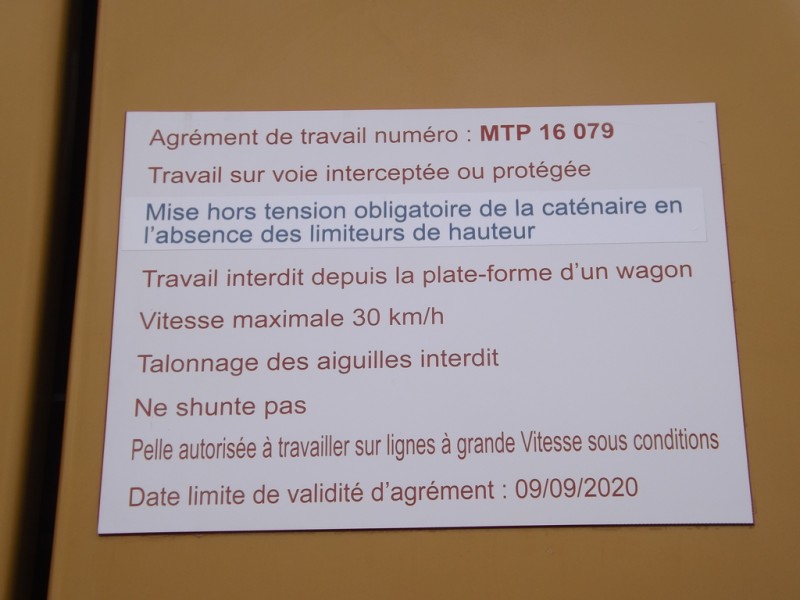 Agrément de travail numéro : MTP 16 079
Travail sur voie interceptée ou protégée
Mise hors tension obligatoire de la caténaire en
l'absence des limiteurs de hauteur
Travail interdit depuis la plate-forme d'un wagon
Vitesse maximale 30 km/h
Talonnage des aiguilles interdit
Ne shunte pas
Pelle autorisée à travailler sur lignes à grande Vitesse sous conditions
Date limite de validité d'agrément : 09/09/2020